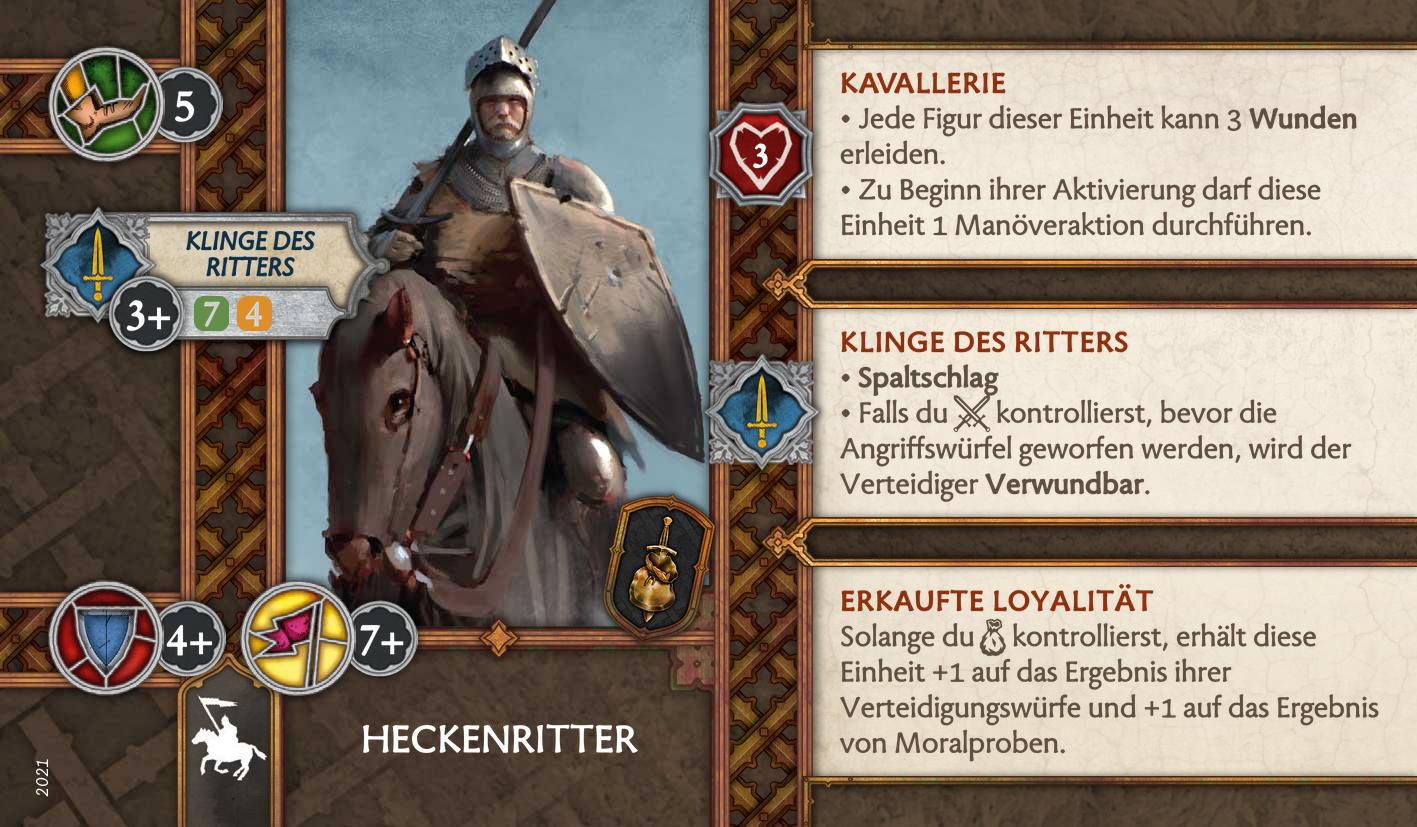 5
KLINGE DES
RITTERS
3+
7 4
4+
7+
HECKENRITTER
2021
3
KAVALLERIE
• Jede Figur dieser Einheit kann 3 Wunden
erleiden.
• Zu Beginn ihrer Aktivierung darf diese
Einheit 1 Manöveraktion durchführen.
KLINGE DES RITTERS
• Spaltschlag
• Falls du kontrollierst, bevor die
Angriffswürfel geworfen werden, wird der
Verteidiger Verwundbar.
ERKAUFTE LOYALITÄT
Solange du kontrollierst, erhält diese
Einheit +1 auf das Ergebnis ihrer
Verteidigungswürfe und +1 auf das Ergebnis
von Moralproben.